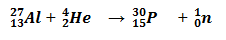 ²⁷₁₃Al + ⁴₂He → ³⁰₁₅P + ¹₀n